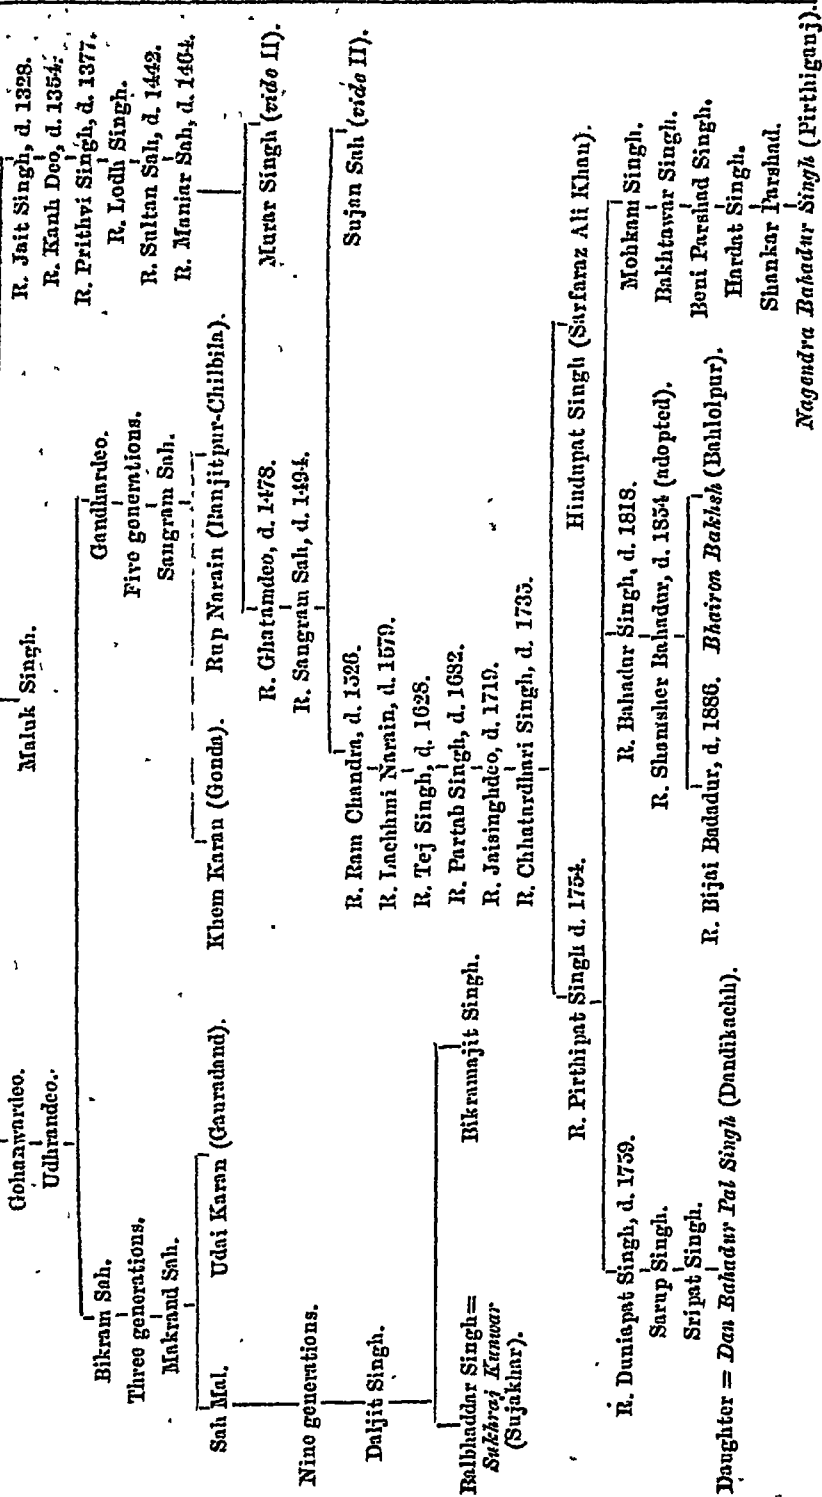 Gohanwardeo.
Udhrandeo.
Maluk Singh.
R. Jait Singh, d. 1328.
R. Kanh Deo, d. 1354.
R. Prithvi Singh, d. 1377.
R. Lodh Singh.
R. Sultan Sah, d. 1442.
R. Maniar Sah, d. 1464.
Bikram Sah.
Three generations.
Makrand Sah.
Gandhardeo.
Five generations.
Sangram Sah.
Sah Mal.
Udai Karan (Gauradand).
Khem Karan (Gonda).
Rup Narain (Ranjitpur-Chilbila).
Nine generations.
Daljit Singh.
R. Ghatamdeo, d. 1478.
R. Sangram Sah, d. 1494.
Murar Singh (vide II).
R. Ram Chandra, d. 1526.
R. Lachhmi Narain, d. 1579.
R. Tej Singh, d. 1628.
R. Partab Singh, d. 1682.
R. Jaisinghdeo, d. 1719.
R. Chhatardhari Singh, d. 1735.
Sujan Sah (vide II).
Balbhaddar Singh=
Sukhraj Kunwar
(Sujakhar).
Bikramajit Singh.
R. Pirthipat Singh d. 1754.
Hindupat Singh (Sarfaraz Ali Khan).
R. Duniapat Singh, d. 1759.
Sarup Singh.
Sripat Singh.
Daughter = Dan Bahadur Pal Singh (Dandikachh).
R. Bahadur Singh, d. 1818.
R. Shamsher Bahadur, d. 1854 (adopted).
R. Bijai Badadur, d. 1886.
Bhairon Bakhsh (Bahlolpur).
Mohkam Singh.
Bakhtawar Singh.
Beni Parshad Singh.
Hardat Singh.
Shankar Parshad.
Nagendra Bahadur Singh (Pirthiganj).